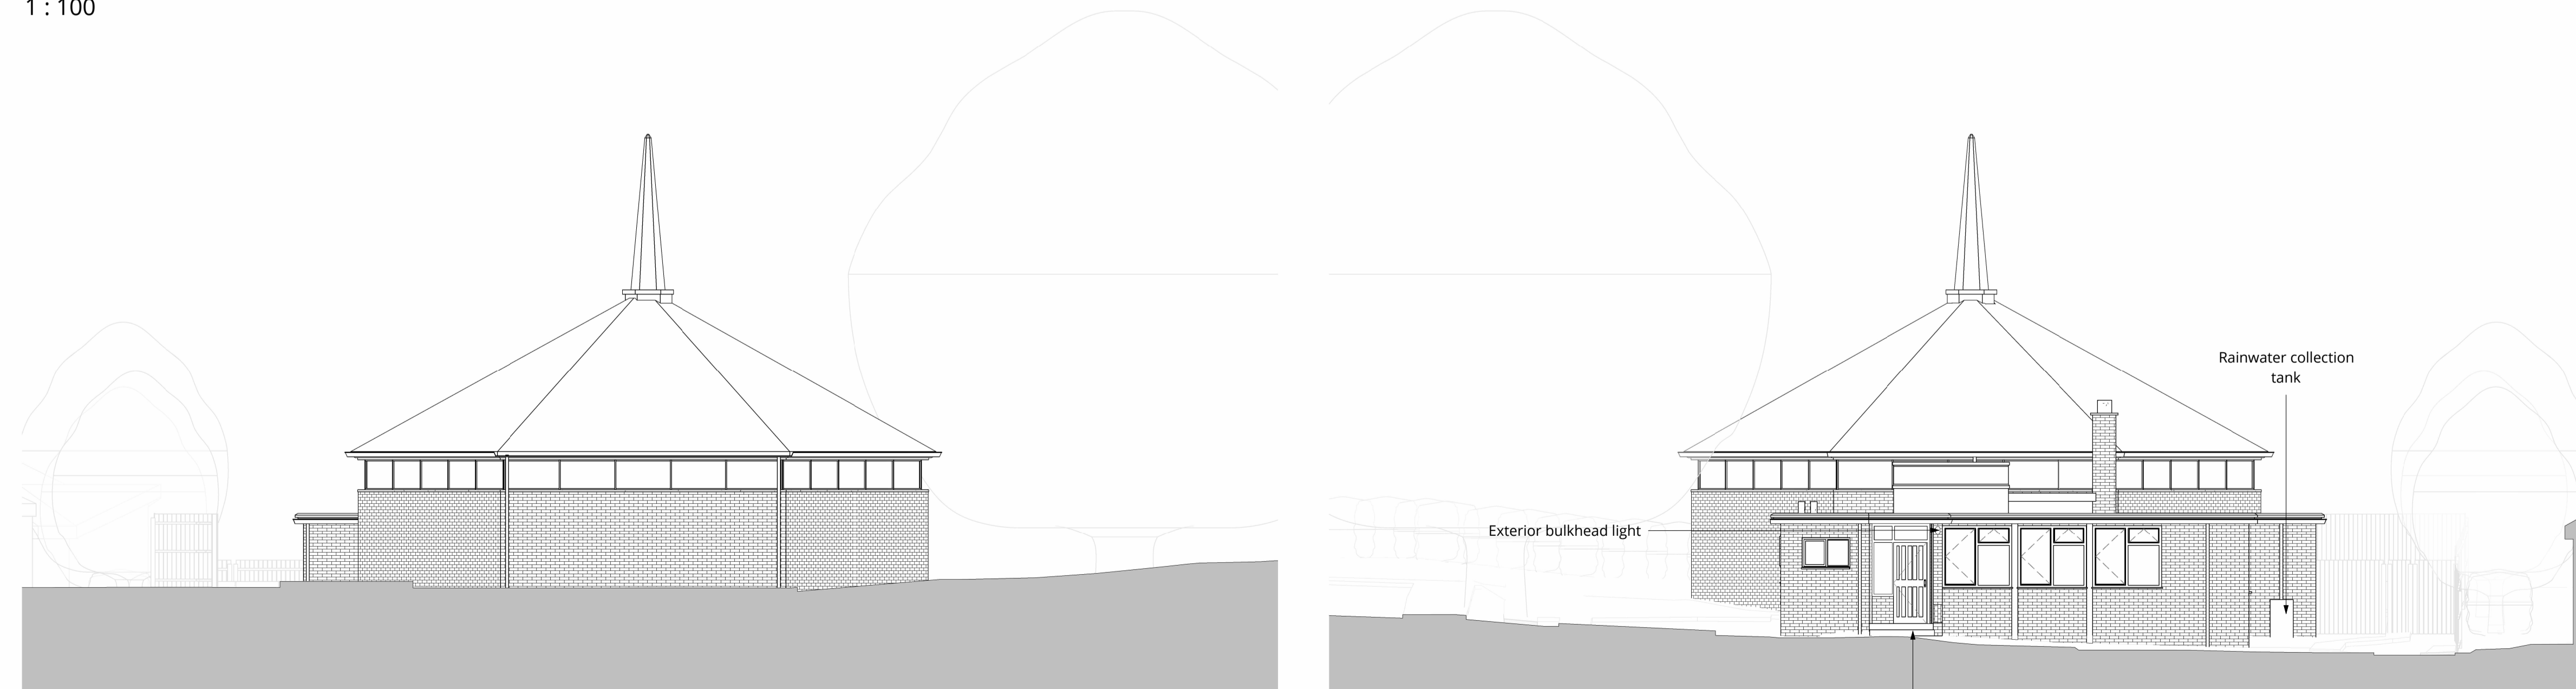 1 : 100
Rainwater collection
tank
Exterior bulkhead light